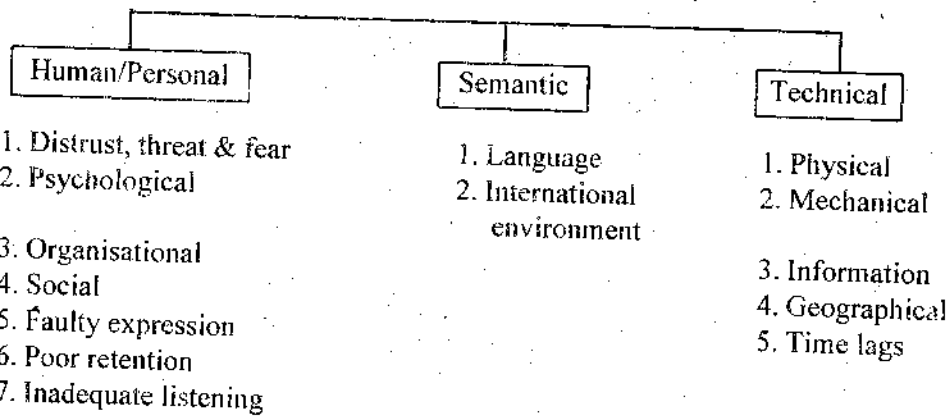 Human/Personal
1. Distrust, threat & fear
2. Psychological
3. Organisational
4. Social
5. Faulty expression
6. Poor retention
7. Inadequate listening
Semantic
1. Language
2. International
environment
Technical
1. Physical
2. Mechanical
3. Information
4. Geographical
5. Time lags